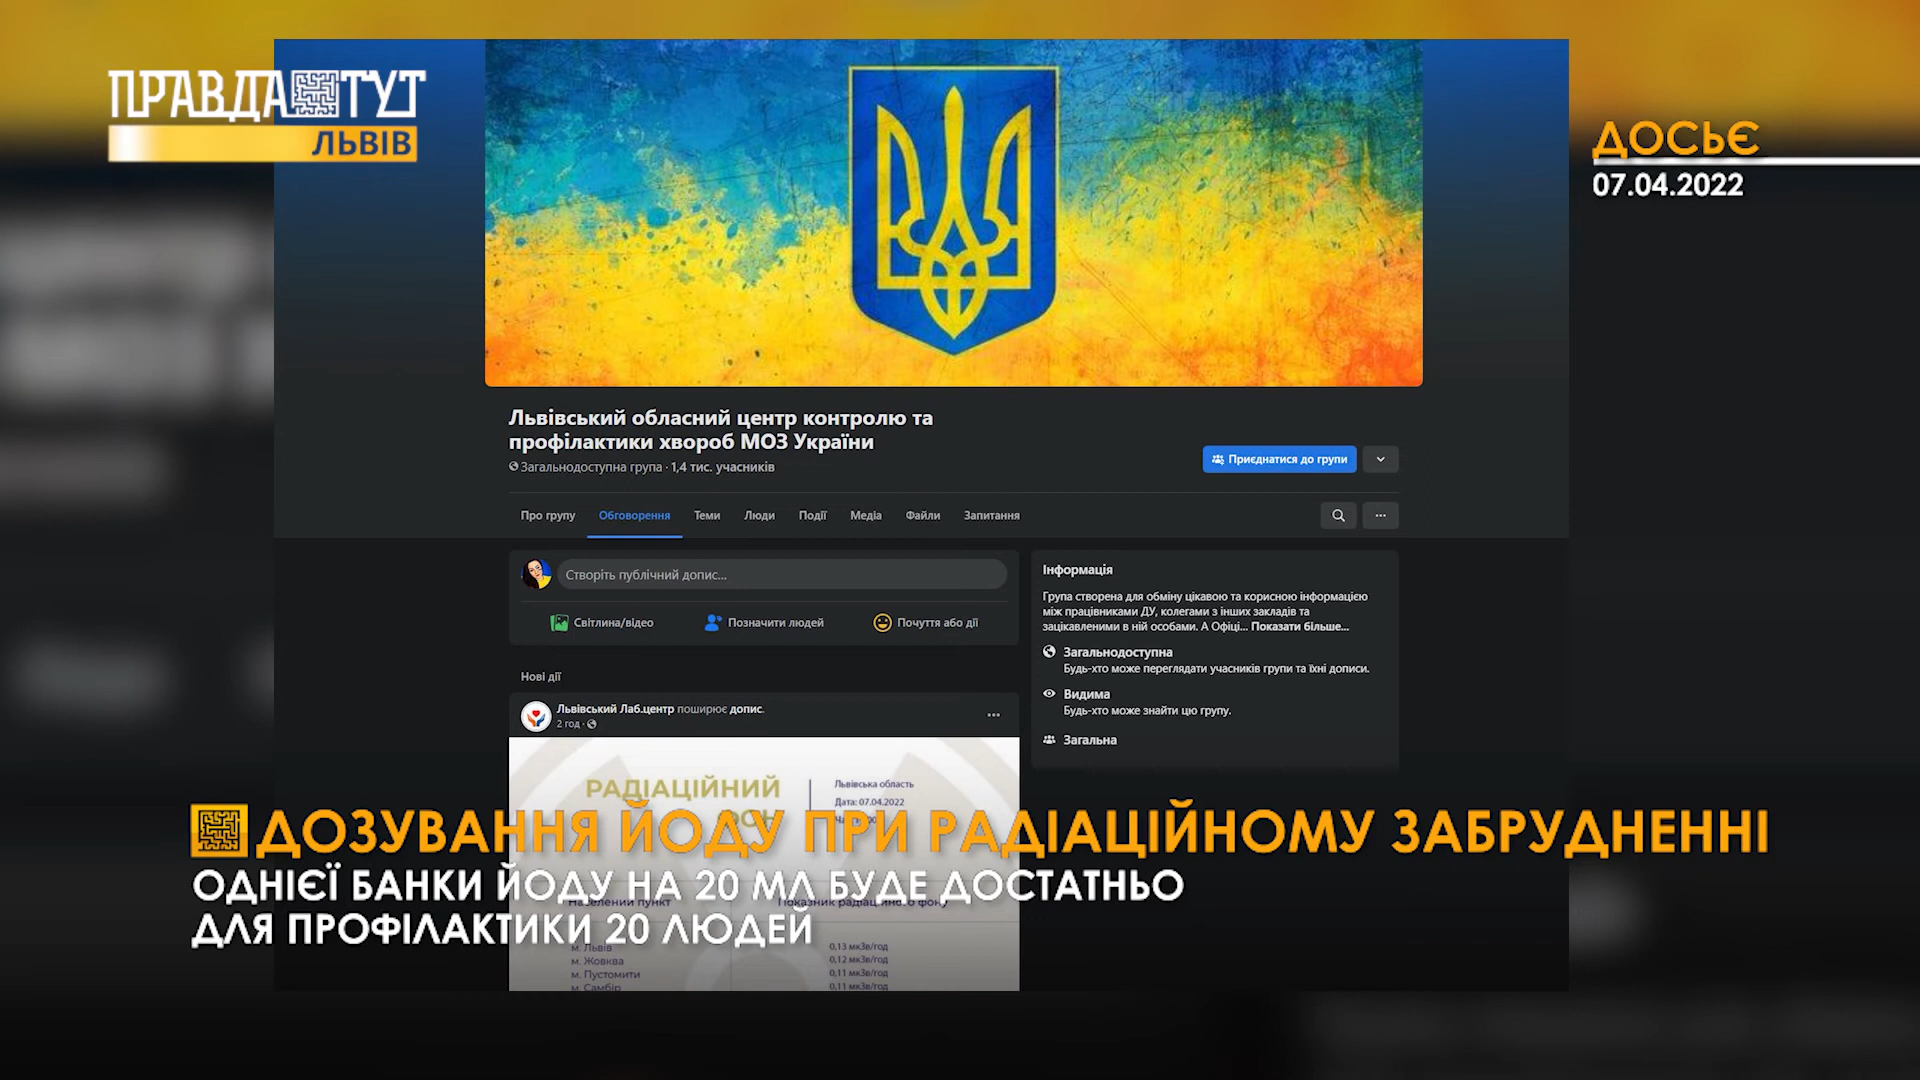 ПРАВДА ТУТ
ЛЬВІВ
ДОСЬЄ
07.04.2022
Львівський обласний центр контролю та
профілактики хвороб МОЗ України
Загальнодоступна група · 1,4 тис. учасників
Приєднатися до групи
Про групу Обговорення Теми Люди Події Медіа Файли Запитання
Створіть публічний допис...
Світлина/відео Позначити людей Почуття або дії
Нові дії
Львівський Лаб.центр поширює допис.
2 год ·
Інформація
Група створена для обміну цікавою та корисною інформацією
між працівниками ДУ, колегами з інших закладів та
зацікавленими в ній особами. А Офіці... Показати більше...
Загальнодоступна
Будь-хто може переглядати учасників групи та їхні дописи.
Видима
Будь-хто може знайти цю групу.
Загальна
РАДІАЦІЙНИЙ
Львівська область
Дата: 07.04.2022
ДОЗУВАННЯ ЙОДУ ПРИ РАДІАЦІЙНОМУ ЗАБРУДНЕННІ
ОДНІЄЇ БАНКИ ЙОДУ НА 20 МЛ БУДЕ ДОСТАТНЬО
ДЛЯ ПРОФІЛАКТИКИ 20 ЛЮДЕЙ
Населений пункт Показник радіаційного фону
м. Львів 0,13 мкЗв/год
м. Жовква 0,12 мкЗв/год
м. Пустомити 0,11 мкЗв/год
м. Самбір 0,11 мкЗв/год